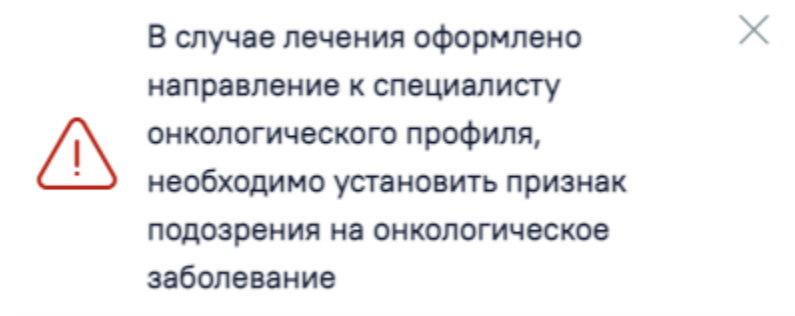 В случае лечения оформлено
направление к специалисту
онкологического профиля,
необходимо установить признак
подозрения на онкологическое
заболевание